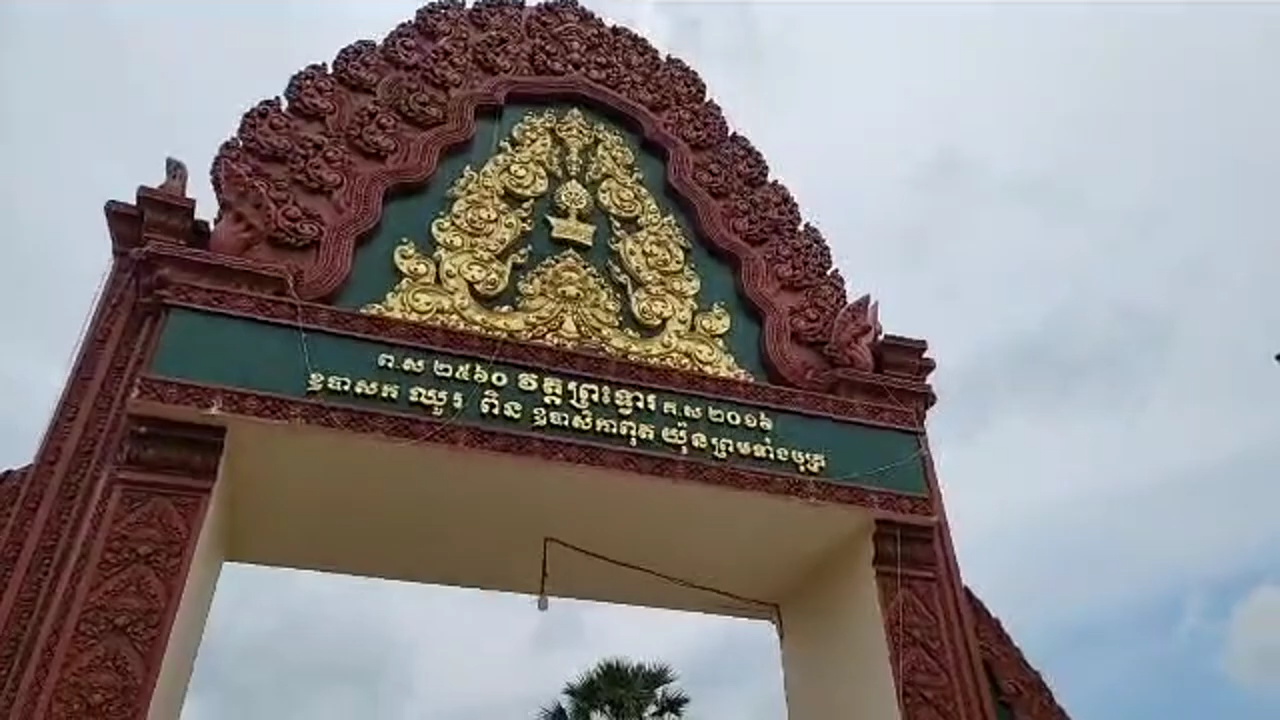 ព.ស ២៥៦០ វត្តព្រះទ្វារ គ.ស ២០១៦
ឧបាសក ឈួរ ពិន ឧបាសិកាពុត យ៉ុនព្រមទាំងបុត្រ